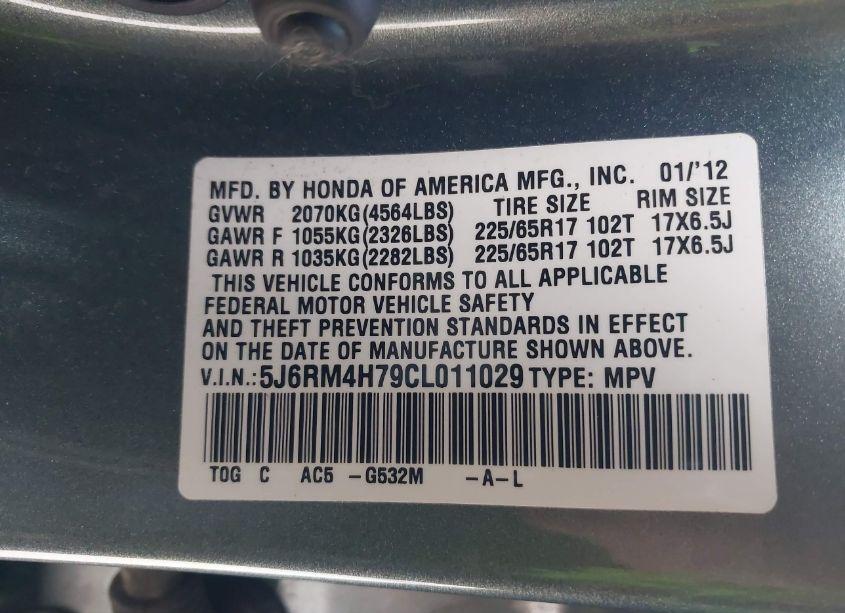 MFD. BY HONDA OF AMERICA MFG., INC. 01/'12
GVWR 2070KG(4564LBS) TIRE SIZE RIM SIZE
GAWR F 1055KG(2326LBS) 225/65R17 102T 17X6.5J
GAWR R 1035KG(2282LBS) 225/65R17 102T 17X6.5J
THIS VEHICLE CONFORMS TO ALL APPLICABLE
FEDERAL MOTOR VEHICLE SAFETY
AND THEFT PREVENTION STANDARDS IN EFFECT
ON THE DATE OF MANUFACTURE SHOWN ABOVE.
V.I.N.:5J6RM4H79CL011029 TYPE: MPV
TOG C AC5 -G532M -A-L